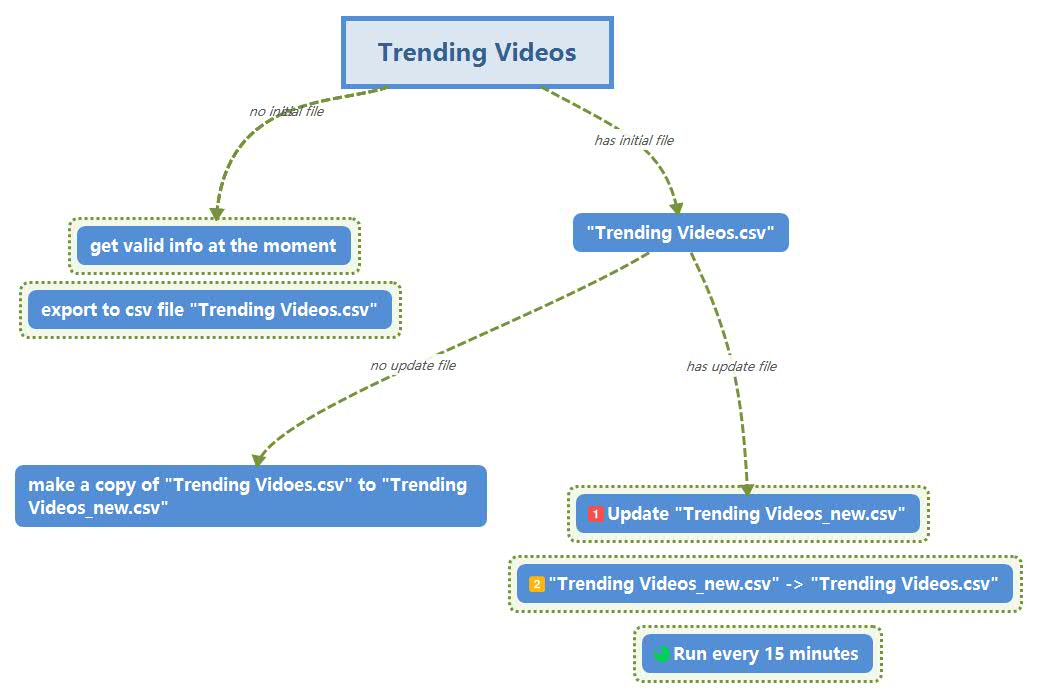 Trending Videos
no initial file
has initial file
get valid info at the moment
"Trending Videos.csv"
export to csv file "Trending Videos.csv"
no update file
has update file
make a copy of "Trending Vidoes.csv" to "Trending
Videos_new.csv"
1 Update "Trending Videos_new.csv"
2 "Trending Videos_new.csv" -> "Trending Videos.csv"
Run every 15 minutes